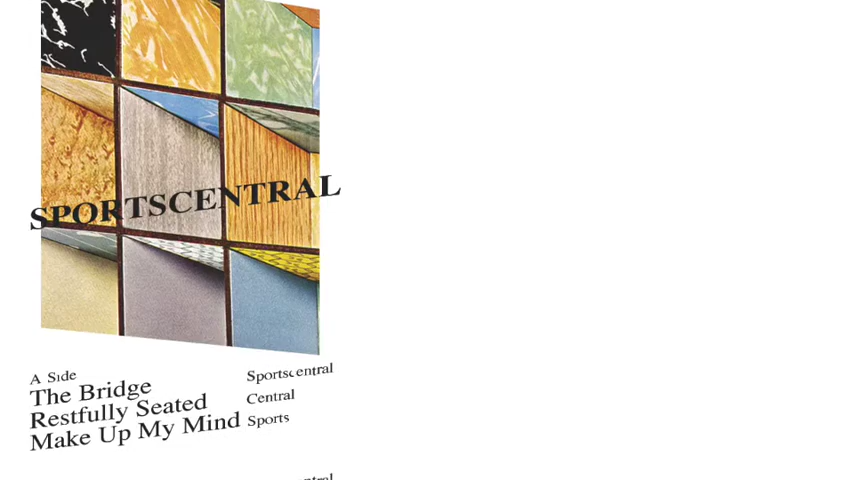 SPORTSCENTRAL
A Side
The Bridge
Restfully Seated
Make Up My Mind
Sportscentral
Central
Sports